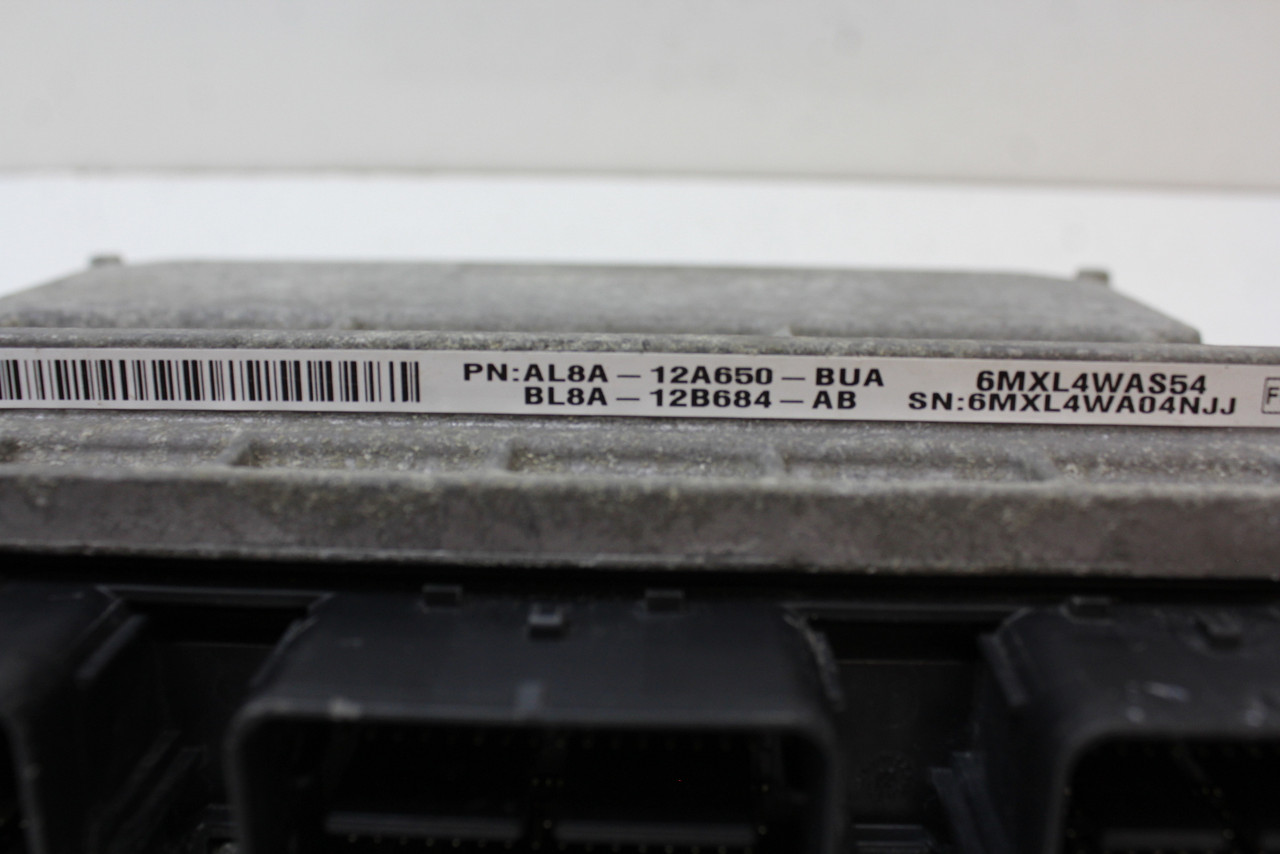 PN:AL8A-12A650-BUA 6MXL4WAS54
BL8A-12B684-AB SN:6MXL4WA04NJJ
F